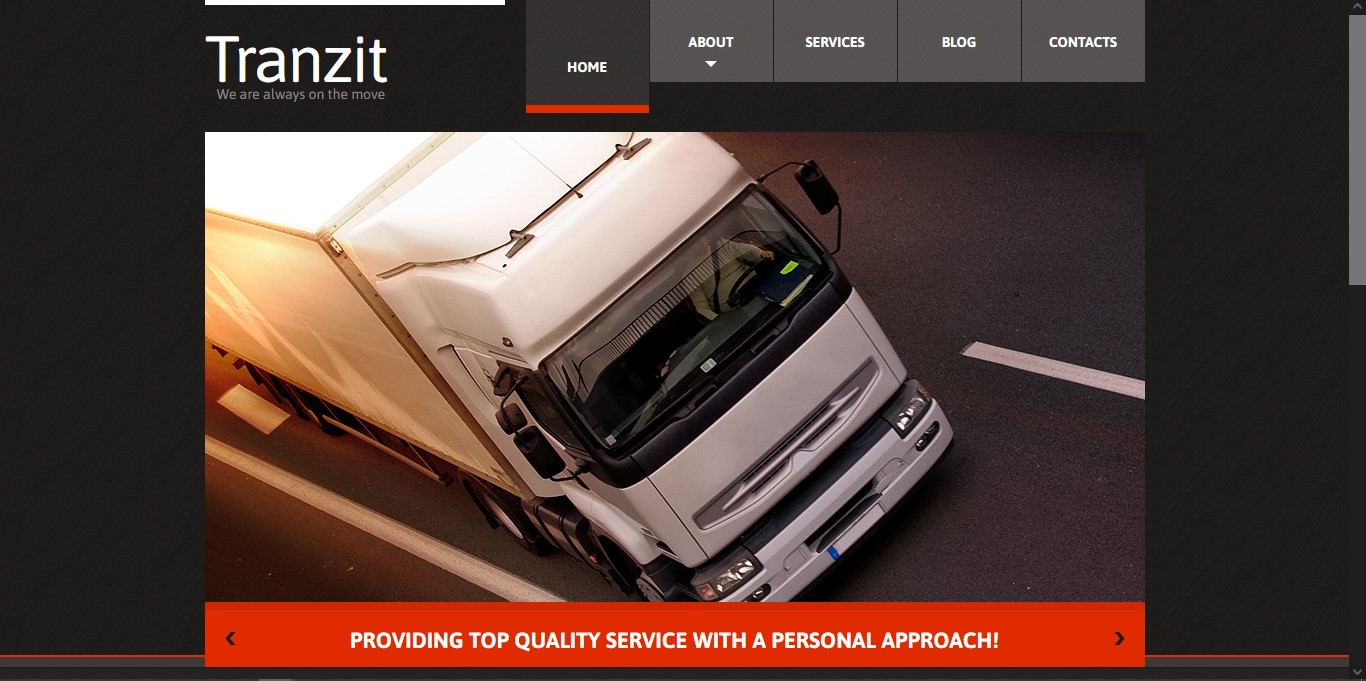 Tranzit
We are always on the move
HOME
ABOUT
SERVICES
BLOG
CONTACTS
PROVIDING TOP QUALITY SERVICE WITH A PERSONAL APPROACH!